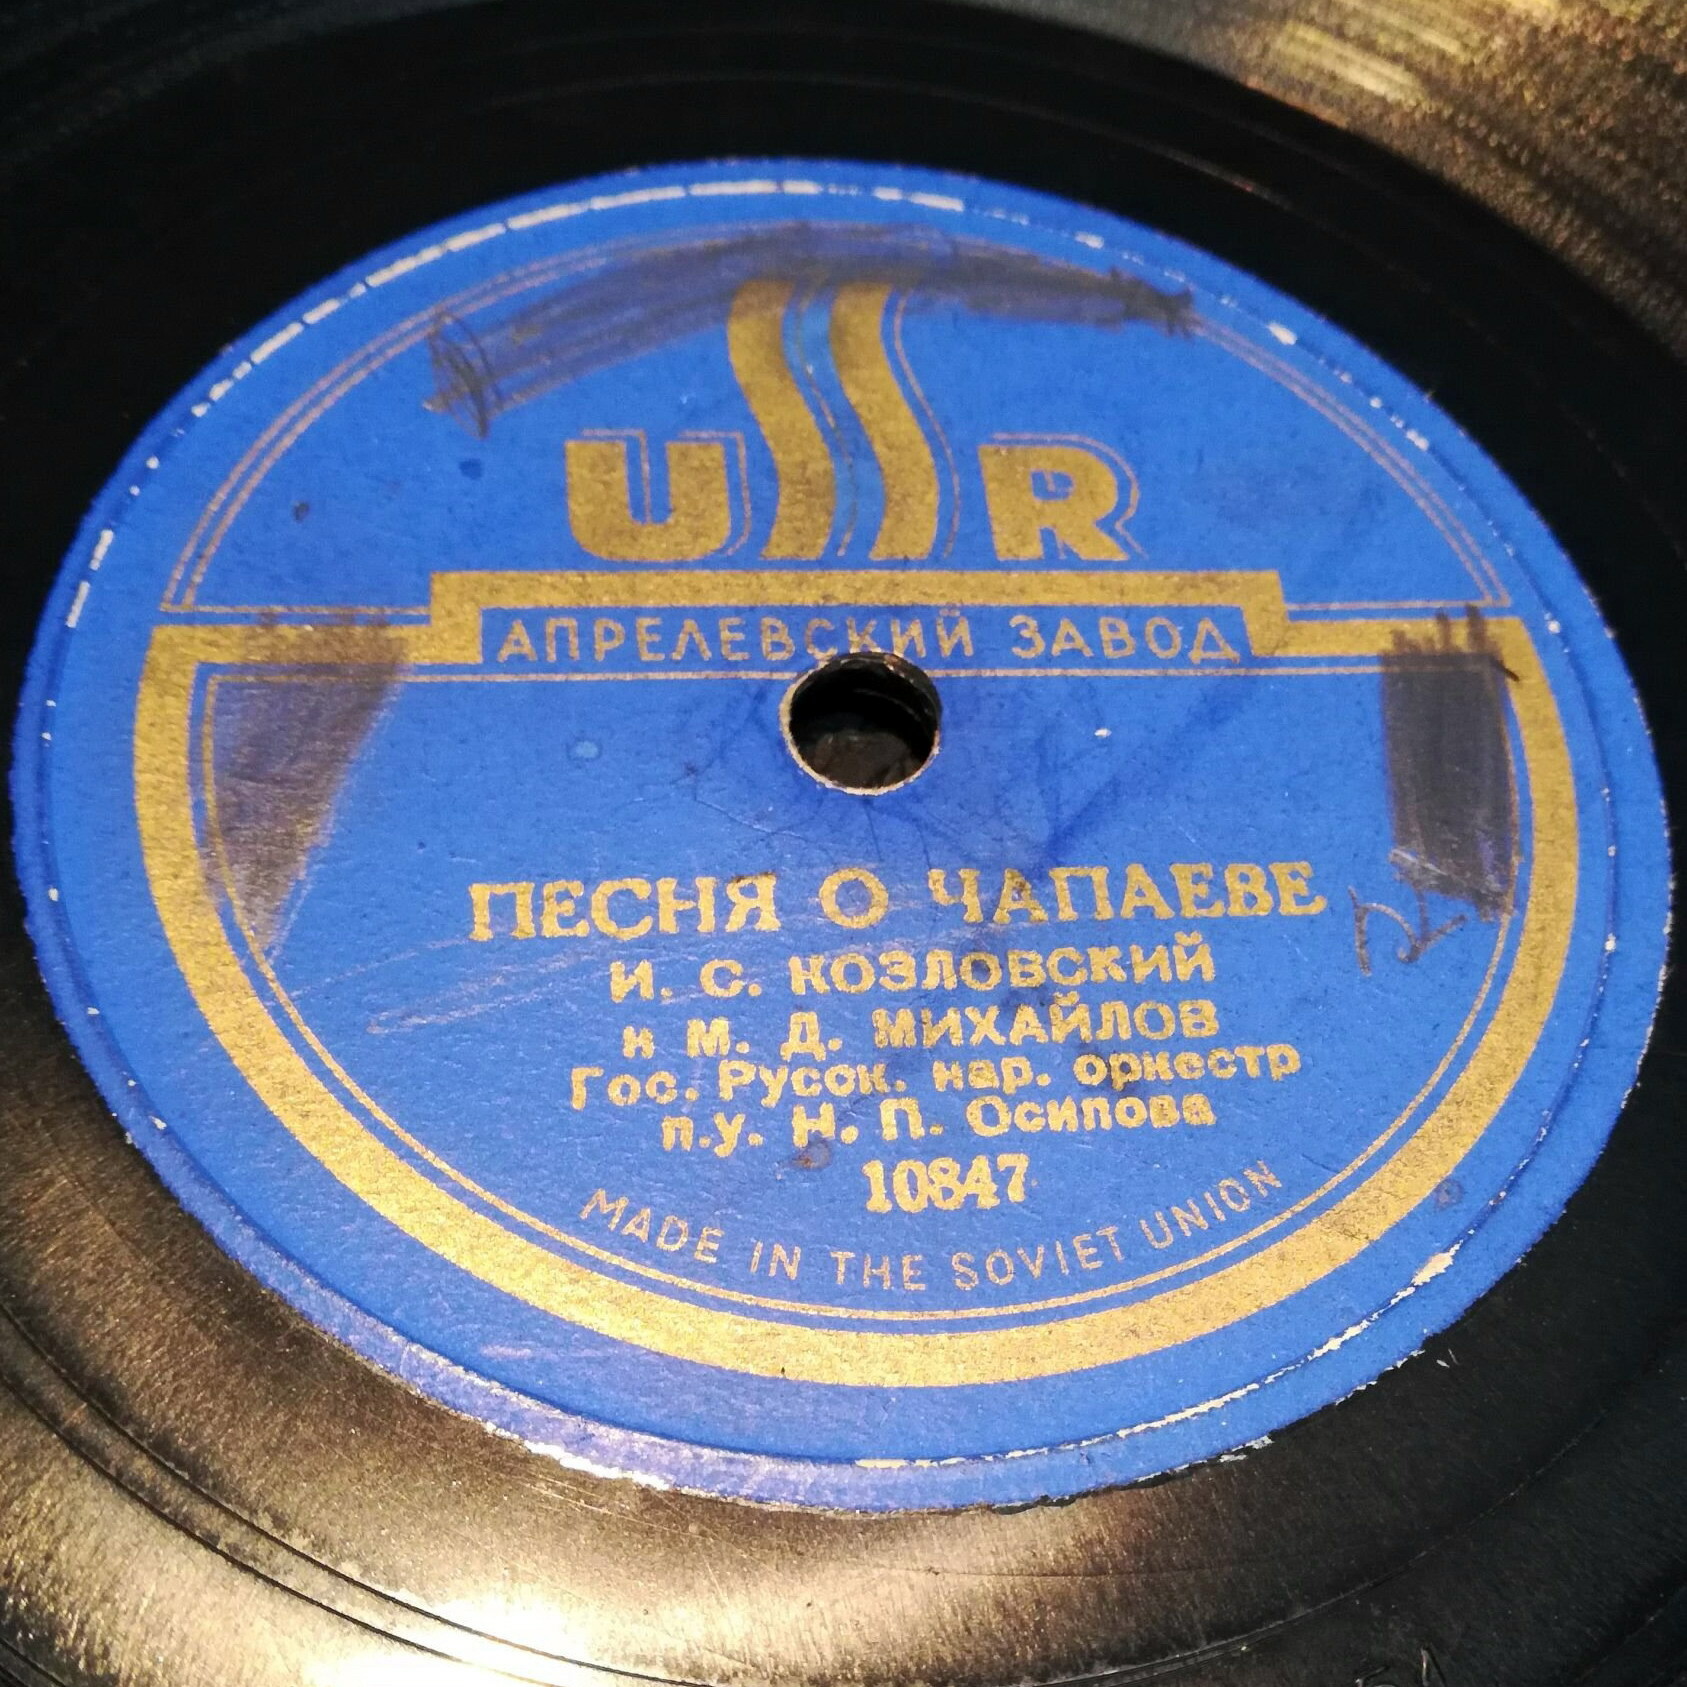 USSR
АПРЕЛЕВСКИЙ ЗАВОД
ПЕСНЯ О ЧАПАЕВЕ
И. С. КОЗЛОВСКИЙ
и М. Д. МИХАЙЛОВ
Гос. Русск. нар. оркестр
п.у. Н. П. Осипова
10847
MADE IN THE SOVIET UNION